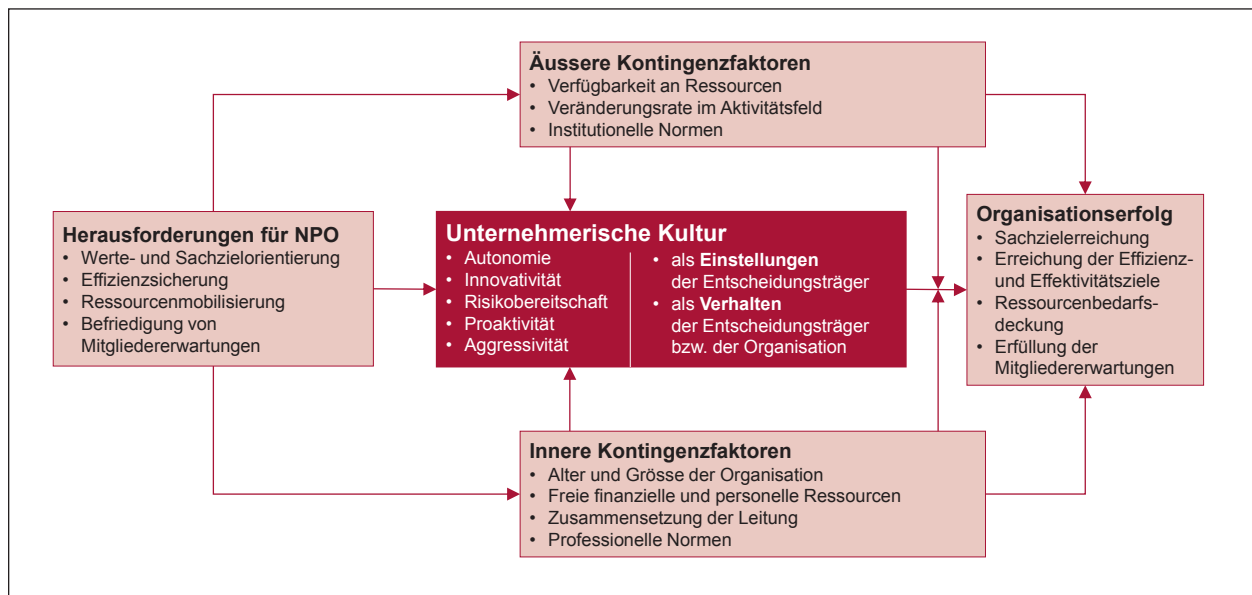 Äussere Kontingenzfaktoren
• Verfügbarkeit an Ressourcen
• Veränderungsrate im Aktivitätsfeld
• Institutionelle Normen
Herausforderungen für NPO
• Werte- und Sachzielorientierung
• Effizienzsicherung
• Ressourcenmobilisierung
• Befriedigung von
Mitgliedererwartungen
Unternehmerische Kultur
• Autonomie
• Innovativität
• Risikobereitschaft
• Proaktivität
• Aggressivität
• als Einstellungen
der Entscheidungsträger
• als Verhalten
der Entscheidungsträger
bzw. der Organisation
Organisationserfolg
• Sachzielerreichung
• Erreichung der Effizienz-
und Effektivitätsziele
• Ressourcenbedarfs-
deckung
• Erfüllung der
Mitgliedererwartungen
Innere Kontingenzfaktoren
• Alter und Grösse der Organisation
• Freie finanzielle und personelle Ressourcen
• Zusammensetzung der Leitung
• Professionelle Normen